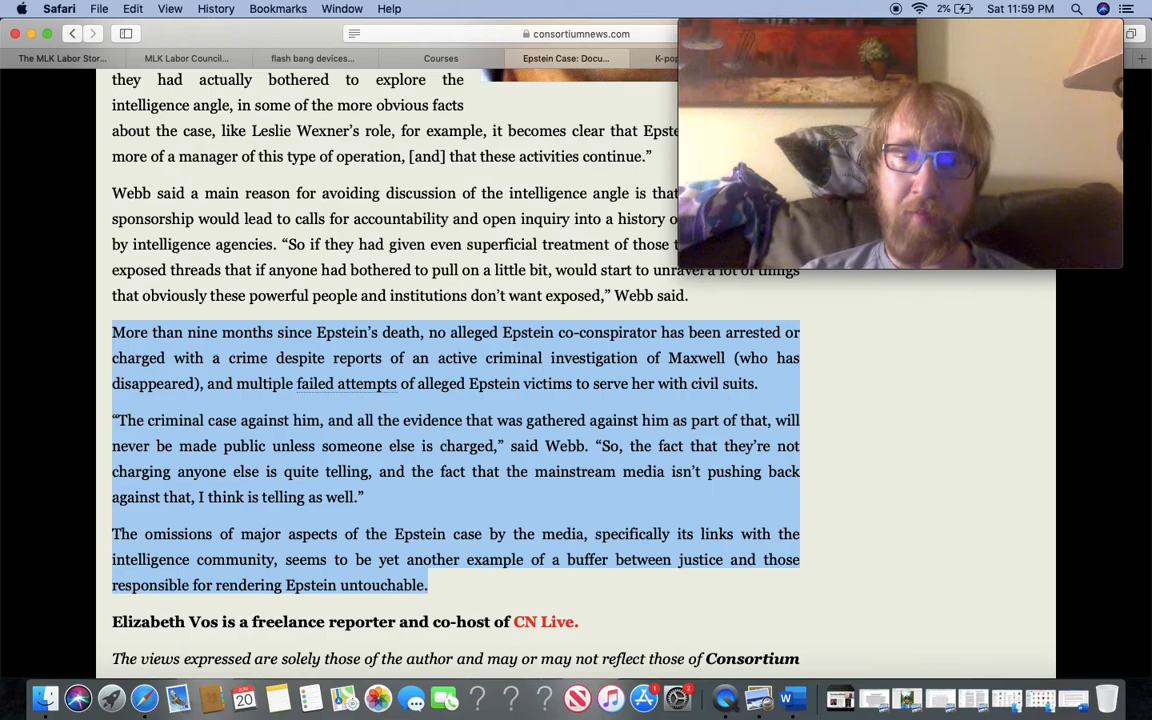 Safari File Edit View History Bookmarks Window Help 2% Sat 11:59 PM
consortiumnews.com
The MLK Labor Stor... MLK Labor Council... flash bang devices... Courses Epstein Case: Docu... K-pop
they had actually bothered to explore the
intelligence angle, in some of the more obvious facts
about the case, like Leslie Wexner’s role, for example, it becomes clear that
more of a manager of this type of operation, [and] that these activities continue.”
Webb said a main reason for avoiding discussion of the intelligence angle is that
sponsorship would lead to calls for accountability and open inquiry into a history
by intelligence agencies. “So if they had given even superficial treatment of those
exposed threads that if anyone had bothered to pull on a little bit, would start to unravel a lot of things
that obviously these powerful people and institutions don’t want exposed,” Webb said.
More than nine months since Epstein’s death, no alleged Epstein co-conspirator has been arrested or
charged with a crime despite reports of an active criminal investigation of Maxwell (who has
disappeared), and multiple failed attempts of alleged Epstein victims to serve her with civil suits.
“The criminal case against him, and all the evidence that was gathered against him as part of that, will
never be made public unless someone else is charged,” said Webb. “So, the fact that they’re not
charging anyone else is quite telling, and the fact that the mainstream media isn’t pushing back
against that, I think is telling as well.”
The omissions of major aspects of the Epstein case by the media, specifically its links with the
intelligence community, seems to be yet another example of a buffer between justice and those
responsible for rendering Epstein untouchable.
Elizabeth Vos is a freelance reporter and co-host of CN Live.
The views expressed are solely those of the author and may or may not reflect those of Consortium
JUN
20
1
2